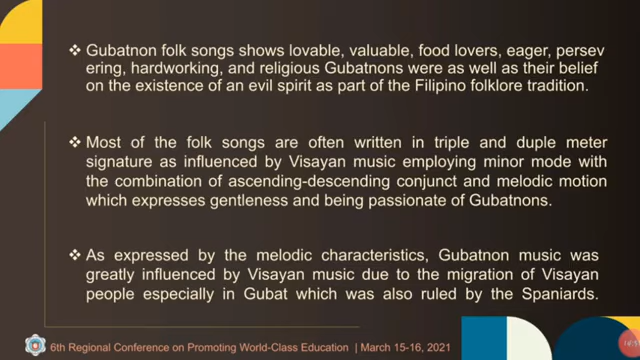 ❖ Gubatnon folk songs shows lovable, valuable, food lovers, eager, persev
ering, hardworking, and religious Gubatnons were as well as their belief
on the existence of an evil spirit as part of the Filipino folklore tradition.
❖ Most of the folk songs are often written in triple and duple meter
signature as influenced by Visayan music employing minor mode with
the combination of ascending-descending conjunct and melodic motion
which expresses gentleness and being passionate of Gubatnons.
❖ As expressed by the melodic characteristics, Gubatnon music was
greatly influenced by Visayan music due to the migration of Visayan
people especially in Gubat which was also ruled by the Spaniards.
6th Regional Conference on Promoting World-Class Education | March 15-16, 2021